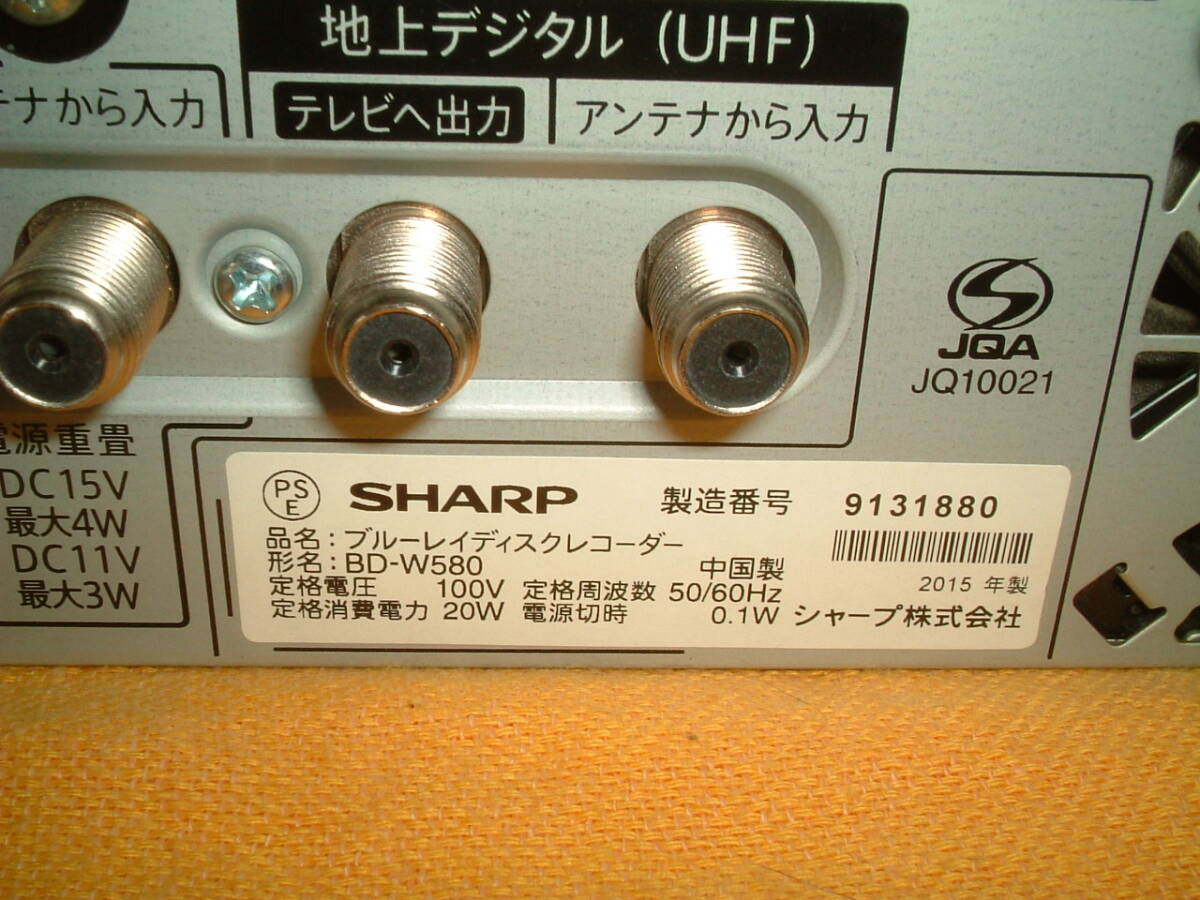 地上デジタル (UHF)
テナから入力
テレビへ出力
アンテナから入力
JQA
JQ10021
電源重畳
DC15V
最大4W
DC11V
最大3W
PS
E
SHARP 製造番号 9131880
品名:ブルーレイディスクレコーダー
形名:BD-W580 中国製
定格電圧 100V 定格周波数 50/60Hz 2015 年製
定格消費電力 20W 電源切時 0.1W シャープ株式会社